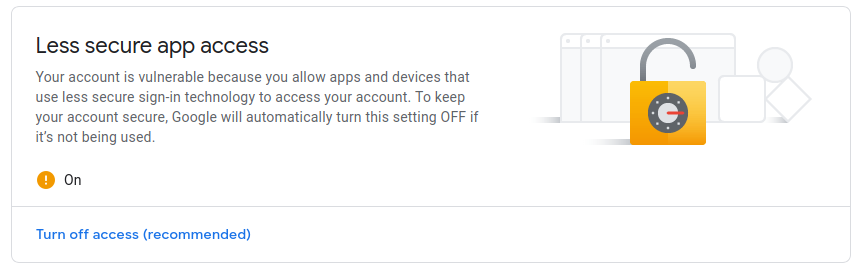 Less secure app access
Your account is vulnerable because you allow apps and devices that
use less secure sign-in technology to access your account. To keep
your account secure, Google will automatically turn this setting OFF if
it's not being used.
On
Turn off access (recommended)